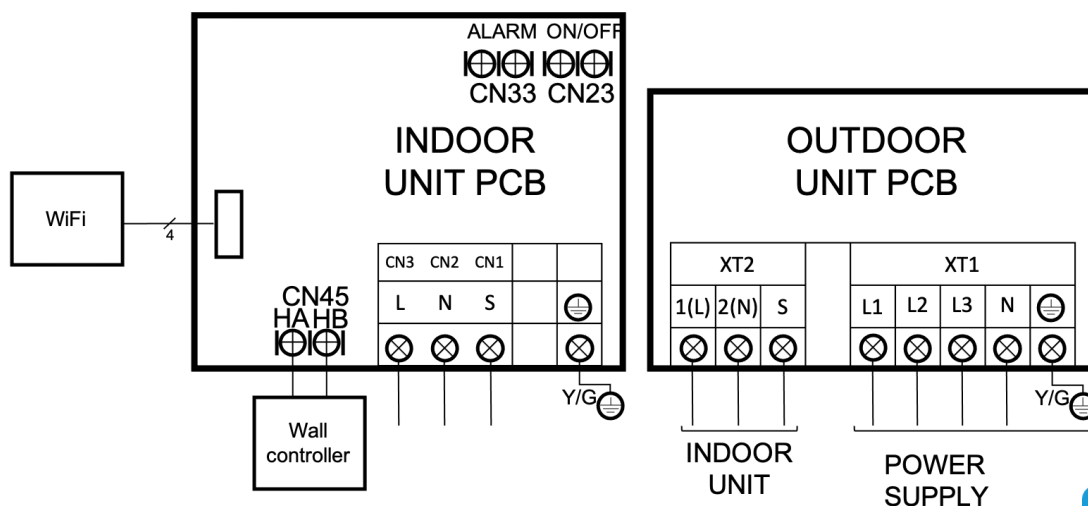 ALARM ON/OFF
CN33 CN23
INDOOR
UNIT PCB
WiFi
4
CN45
HA HB
Wall
controller
CN3 CN2 CN1
L N S
Y/G
OUTDOOR
UNIT PCB
XT2 XT1
1(L) 2(N) S L1 L2 L3 N
Y/G
INDOOR
UNIT
POWER
SUPPLY